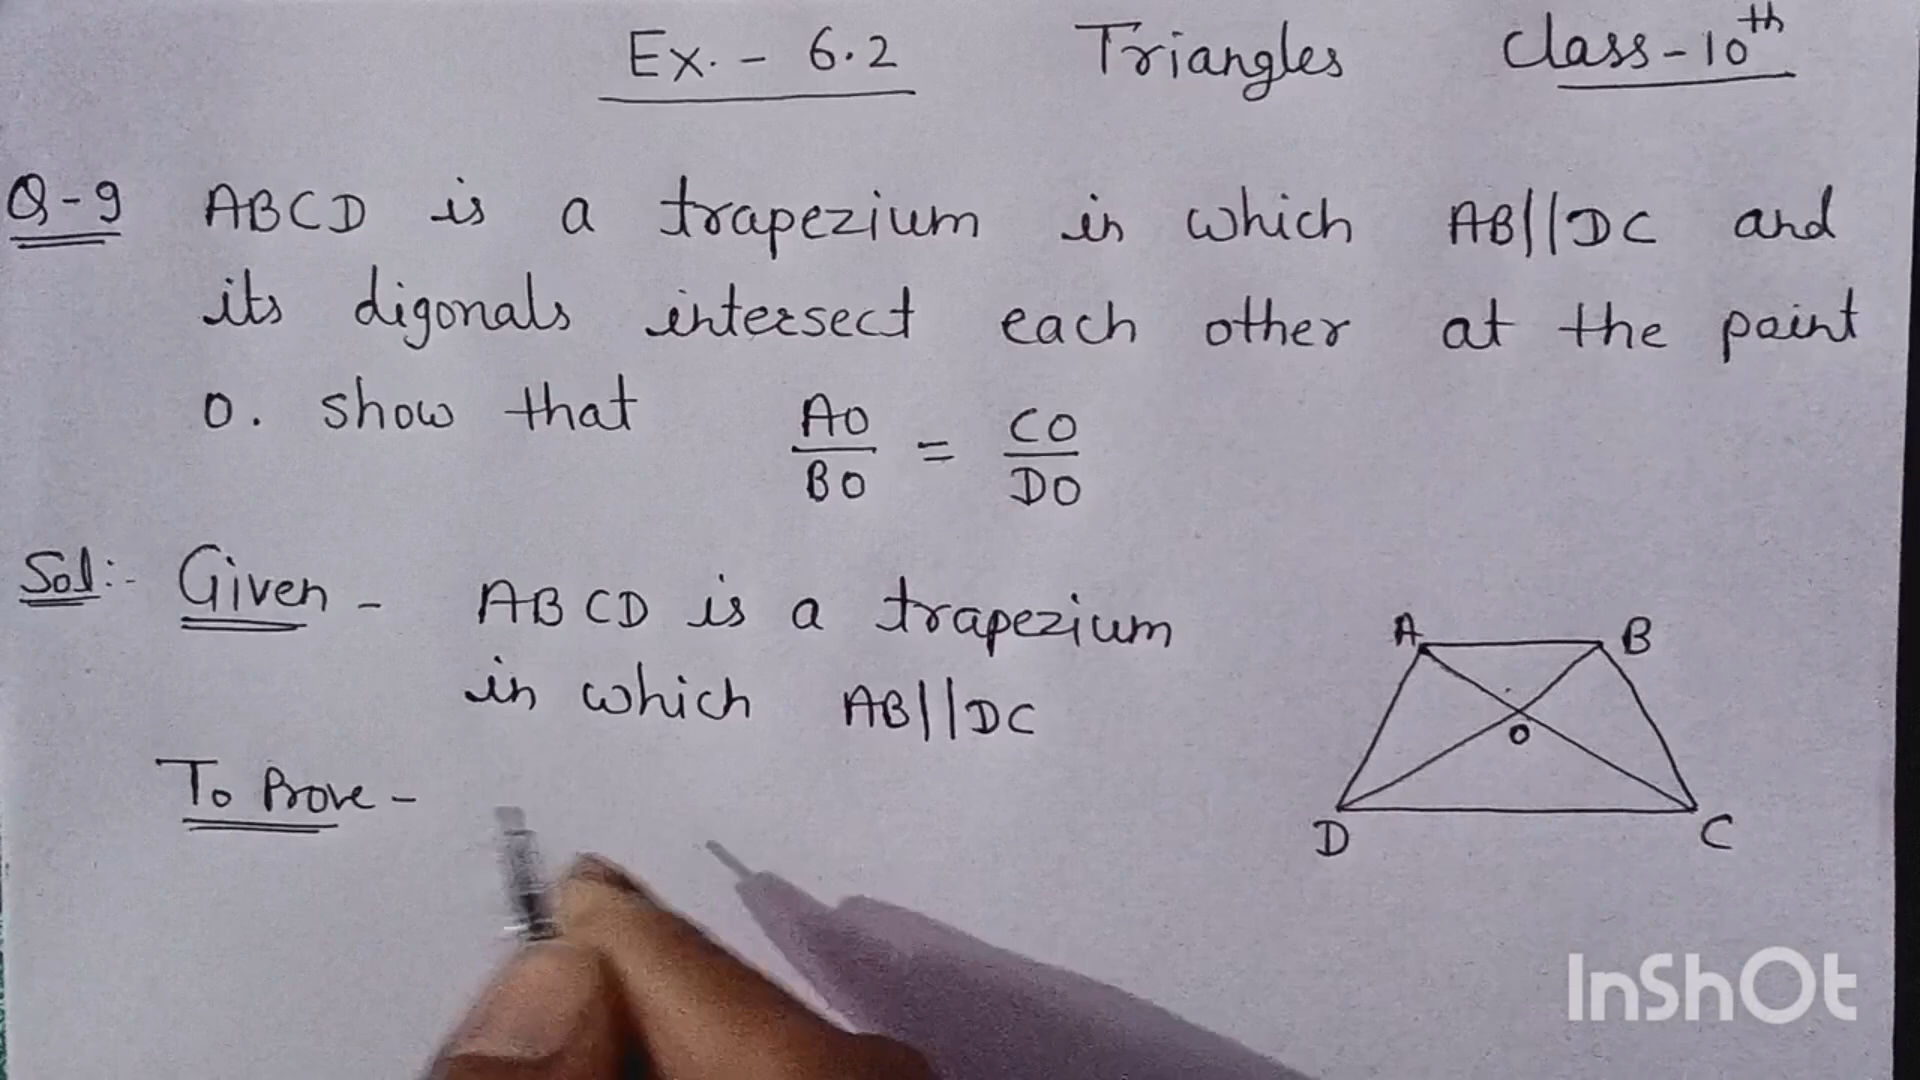 Ex. - 6.2 Triangles Class - 10th
Q-9 ABCD is a trapezium in which AB||DC and
its digonals intersect each other at the point
O. show that AO/BO = CO/DO
Sol:- Given - ABCD is a trapezium
in which AB||DC
To Prove -
A B
O
D C
InShOt